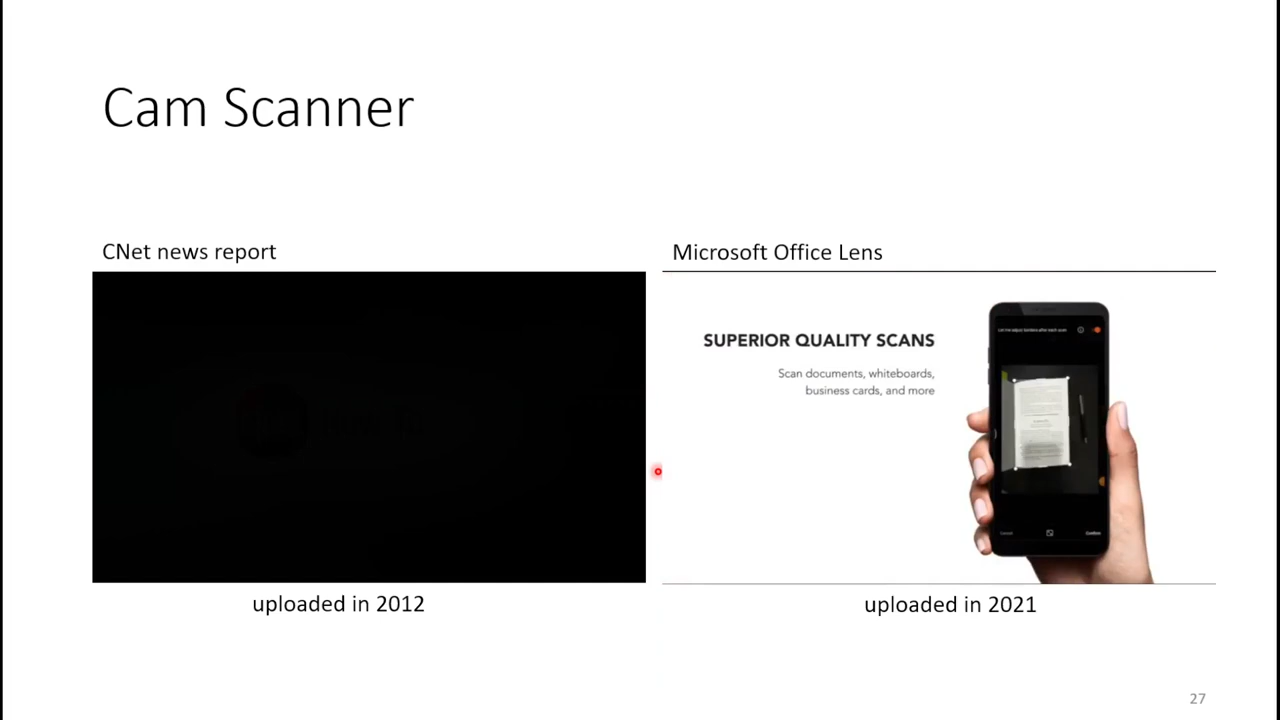 Cam Scanner
CNet news report
Microsoft Office Lens
SUPERIOR QUALITY SCANS
Scan documents, whiteboards,
business cards, and more
Confirm
uploaded in 2012
uploaded in 2021
27